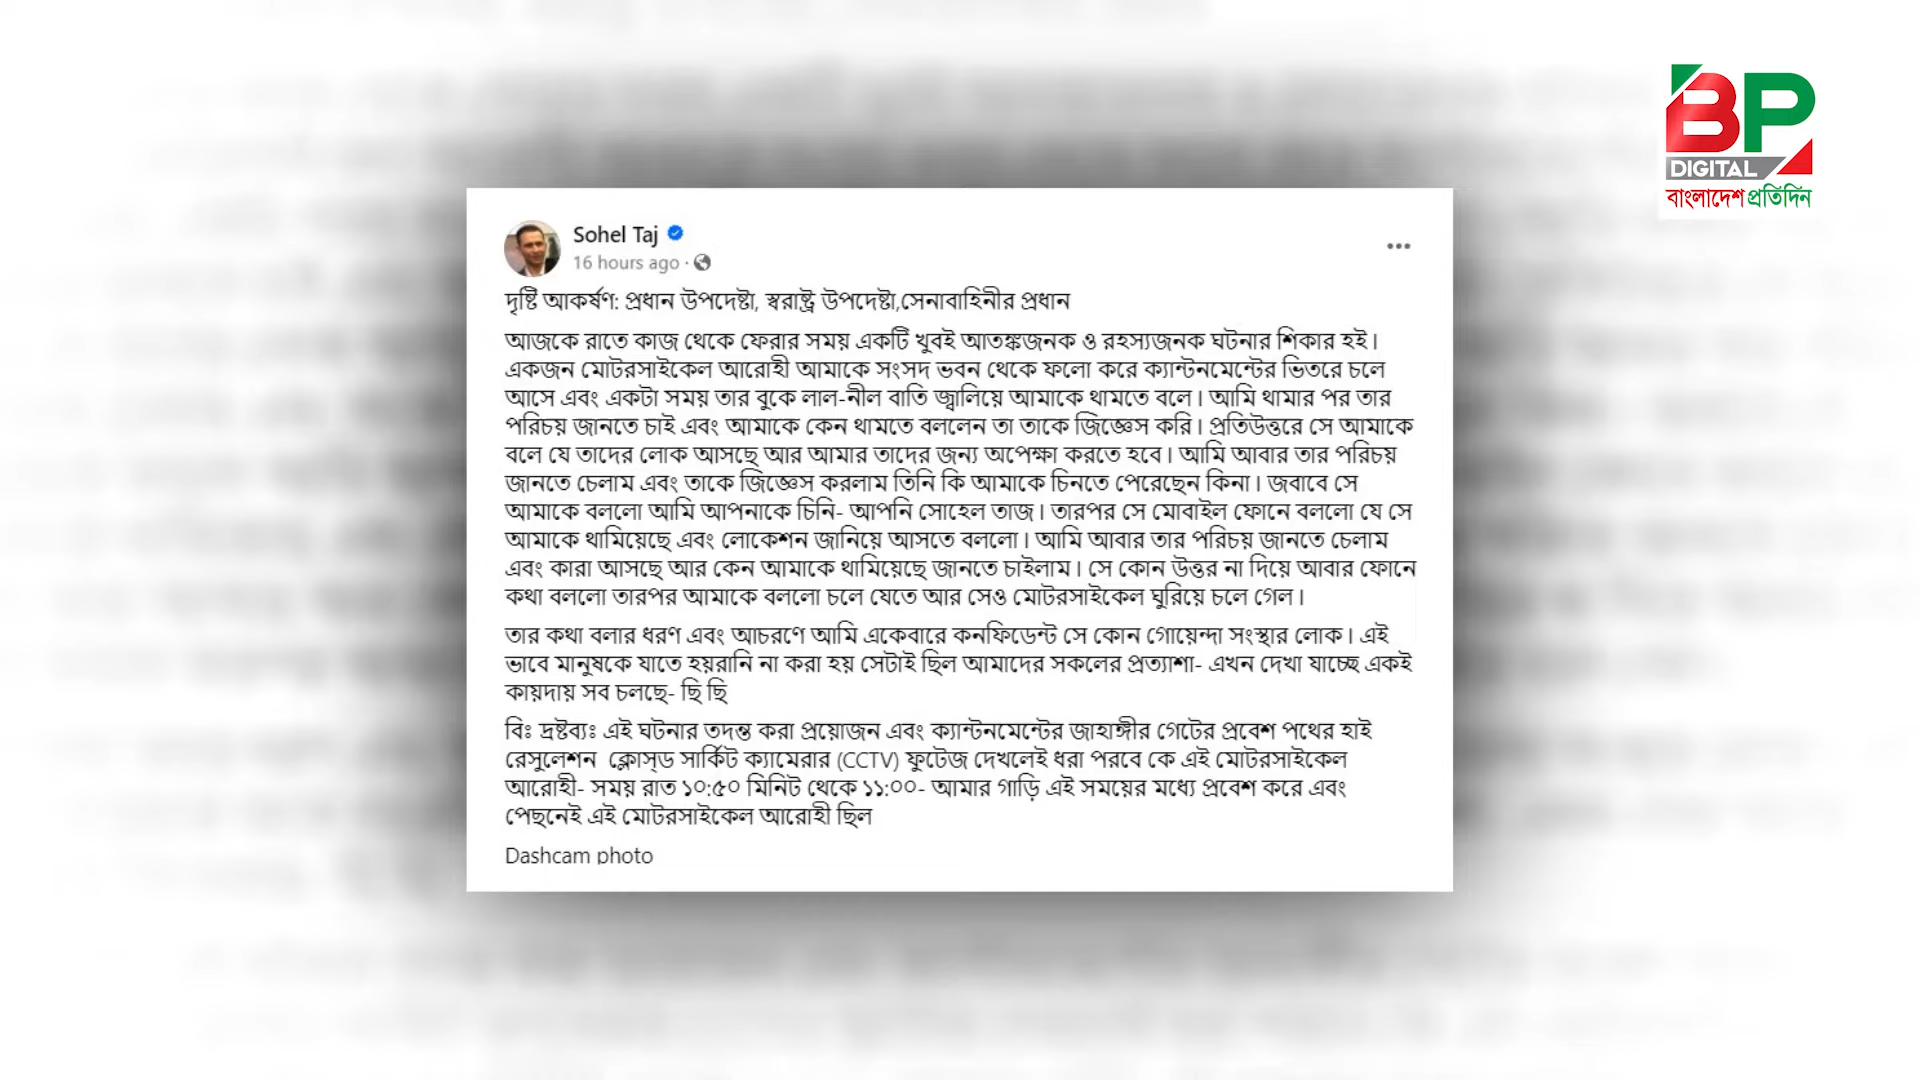 BP
DIGITAL
বাংলাদেশ প্রতিদিন
Sohel Taj
16 hours ago ·
দৃষ্টি আকর্ষণ: প্রধান উপদেষ্টা, স্বরাষ্ট্র উপদেষ্টা,সেনাবাহিনীর প্রধান
আজকে রাতে কাজ থেকে ফেরার সময় একটি খুবই আতঙ্কজনক ও রহস্যজনক ঘটনার শিকার হই।
একজন মোটরসাইকেল আরোহী আমাকে সংসদ ভবন থেকে ফলো করে ক্যান্টনমেন্টের ভিতরে চলে
আসে এবং একটা সময় তার বুকে লাল-নীল বাতি জ্বালিয়ে আমাকে থামতে বলে। আমি থামার পর তার
পরিচয় জানতে চাই এবং আমাকে কেন থামতে বললেন তা তাকে জিজ্ঞেস করি। প্রতিউত্তরে সে আমাকে
বলে যে তাদের লোক আসছে আর আমার তাদের জন্য অপেক্ষা করতে হবে। আমি আবার তার পরিচয়
জানতে চেলাম এবং তাকে জিজ্ঞেস করলাম তিনি কি আমাকে চিনতে পেরেছেন কিনা। জবাবে সে
আমাকে বললো আমি আপনাকে চিনি- আপনি সোহেল তাজ। তারপর সে মোবাইল ফোনে বললো যে সে
আমাকে থামিয়েছে এবং লোকেশন জানিয়ে আসতে বললো। আমি আবার তার পরিচয় জানতে চেলাম
এবং কারা আসছে আর কেন আমাকে থামিয়েছে জানতে চাইলাম। সে কোন উত্তর না দিয়ে আবার ফোনে
কথা বললো তারপর আমাকে বললো চলে যেতে আর সেও মোটরসাইকেল ঘুরিয়ে চলে গেল।
তার কথা বলার ধরণ এবং আচরণে আমি একেবারে কনফিডেন্ট সে কোন গোয়েন্দা সংস্থার লোক। এই
ভাবে মানুষকে যাতে হয়রানি না করা হয় সেটাই ছিল আমাদের সকলের প্রত্যাশা- এখন দেখা যাচ্ছে একই
কায়দায় সব চলছে- ছি ছি
বিঃ দ্রষ্টব্যঃ এই ঘটনার তদন্ত করা প্রয়োজন এবং ক্যান্টনমেন্টের জাহাঙ্গীর গেটের প্রবেশ পথের হাই
রেসুলেশন ক্লোস্ড সার্কিট ক্যামেরার (CCTV) ফুটেজ দেখলেই ধরা পরবে কে এই মোটরসাইকেল
আরোহী- সময় রাত ১০:৫০ মিনিট থেকে ১১:০০- আমার গাড়ি এই সময়ের মধ্যে প্রবেশ করে এবং
পেছনেই এই মোটরসাইকেল আরোহী ছিল
Dashcam photo